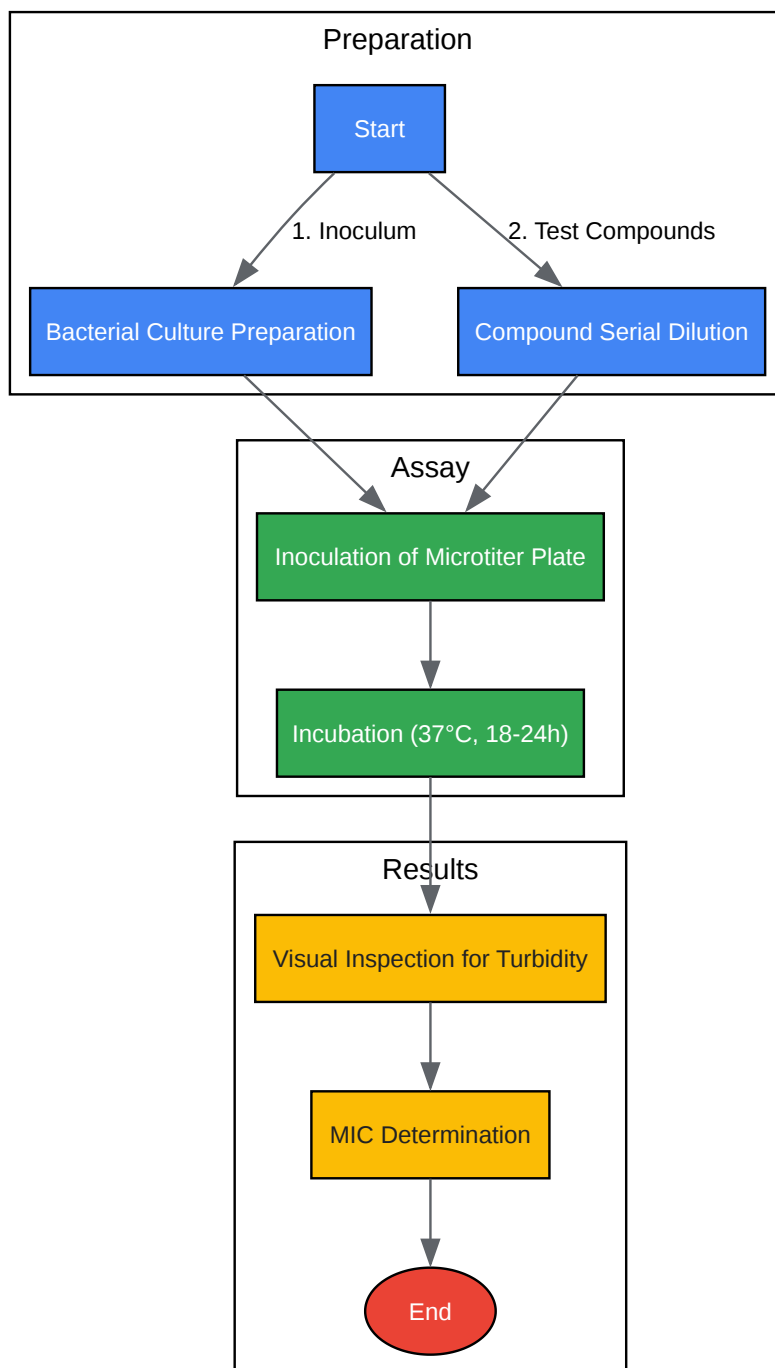 Preparation
Start
1. Inoculum
2. Test Compounds
Bacterial Culture Preparation
Compound Serial Dilution
Assay
Inoculation of Microtiter Plate
Incubation (37°C, 18-24h)
Results
Visual Inspection for Turbidity
MIC Determination
End